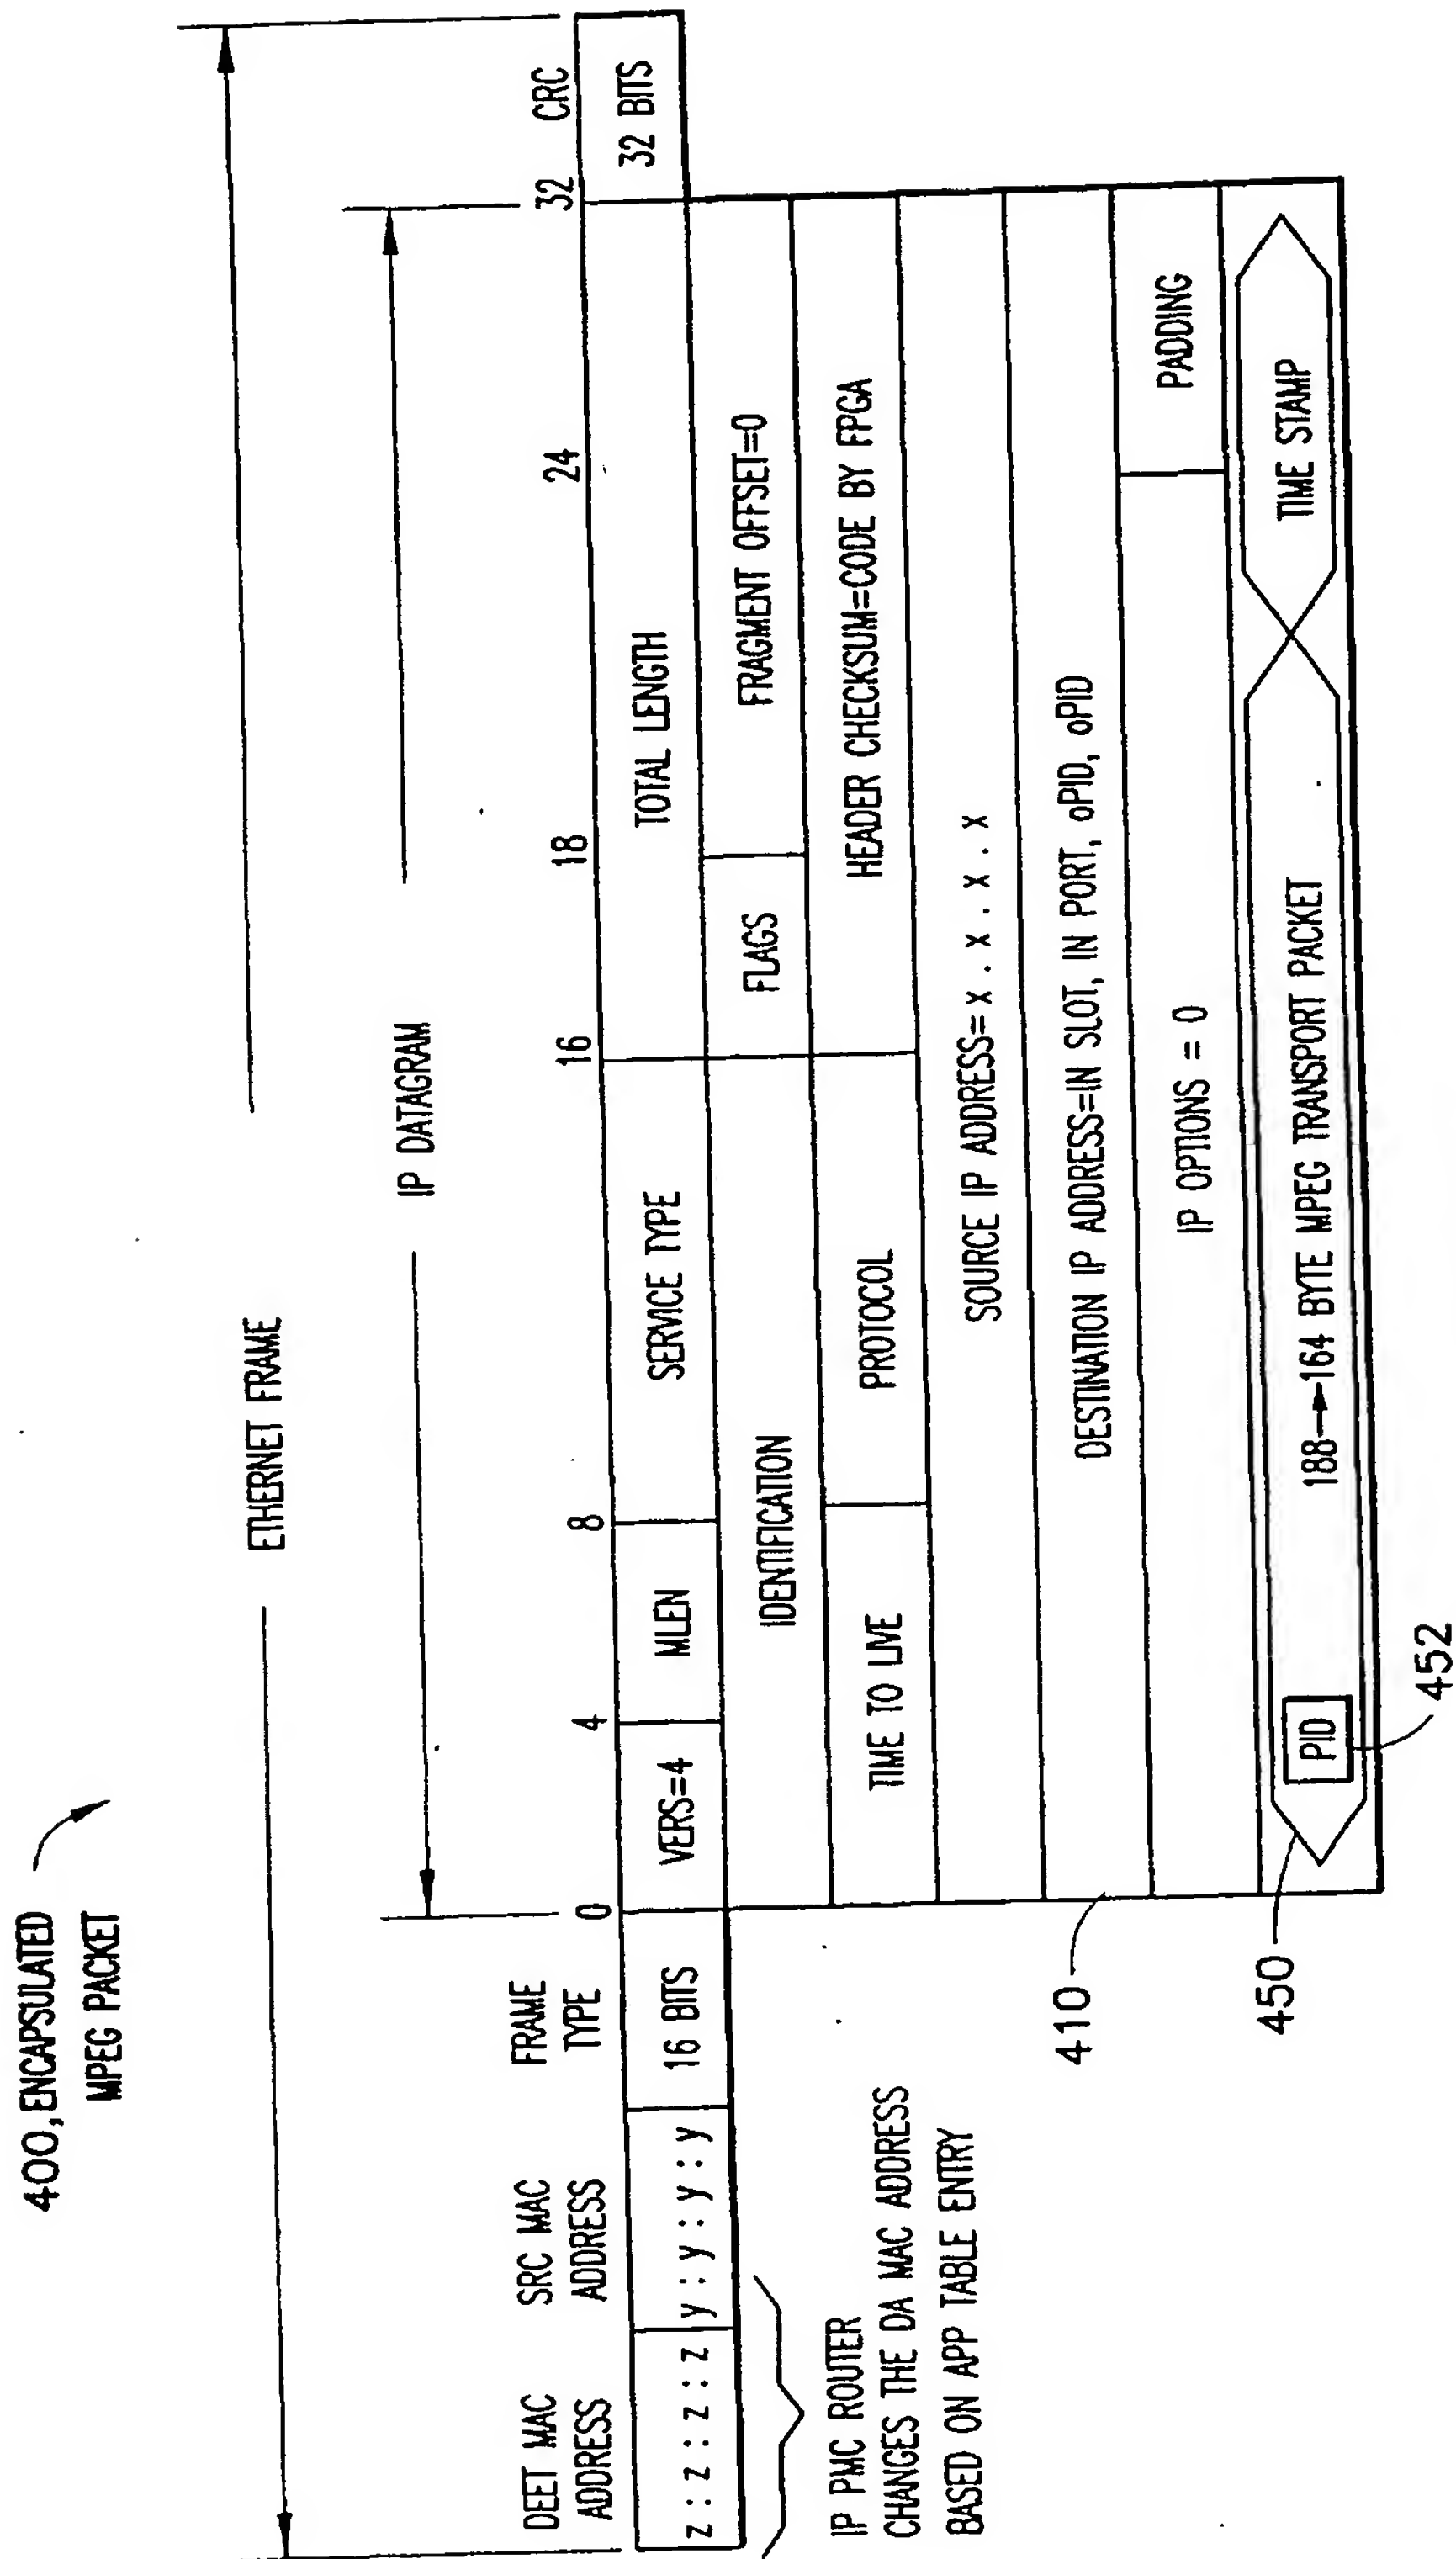 400, ENCAPSULATED
MPEG PACKET
ETHERNET FRAME
IP DATAGRAM
DEET MAC
ADDRESS
SRC MAC
ADDRESS
FRAME
TYPE
0
4
8
16
18
24
32
CRC
z : z : z : z
y : y : y : y
16 BITS
VERS=4
MLEN
SERVICE TYPE
TOTAL LENGTH
32 BITS
IDENTIFICATION
FLAGS
FRAGMENT OFFSET=0
TIME TO LIVE
PROTOCOL
HEADER CHECKSUM=CODE BY FPGA
SOURCE IP ADDRESS= X . X . X . X . X
DESTINATION IP ADDRESS=IN SLOT, IN PORT, oPID, oPID
IP OPTIONS = 0
PADDING
PID
188→164 BYTE MPEG TRANSPORT PACKET
TIME STAMP
IP PMC ROUTER
CHANGES THE DA MAC ADDRESS
BASED ON APP TABLE ENTRY
410
450
452